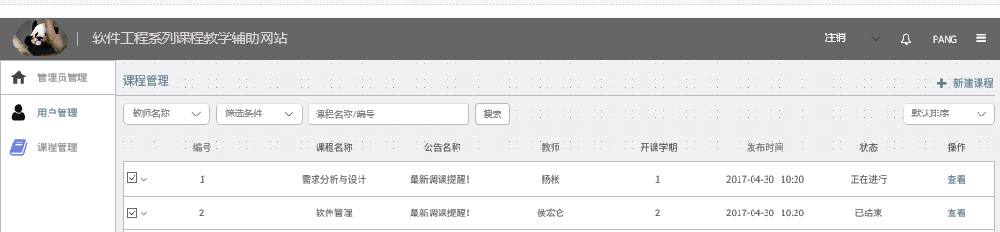 软件工程系列课程教学辅助网站 注销 PANG
管理员管理
用户管理
课程管理
课程管理 新建课程
教师名称 筛选条件 课程名称/编号 搜索 默认排序
编号 课程名称 公告名称 教师 开课学期 发布时间 状态 操作
1 需求分析与设计 最新调课提醒! 杨枨 1 2017-04-30 10:20 正在进行 查看
2 软件管理 最新调课提醒! 侯宏仑 2 2017-04-30 10:20 已结束 查看